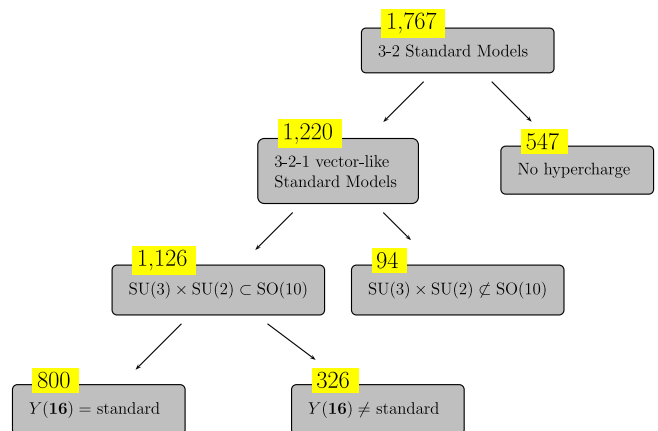 1,767
3-2 Standard Models
1,220
3-2-1 vector-like
Standard Models
547
No hypercharge
1,126
SU(3) × SU(2) ⊂ SO(10)
94
SU(3) × SU(2) ⊄ SO(10)
800
Y(16) = standard
326
Y(16) ≠ standard